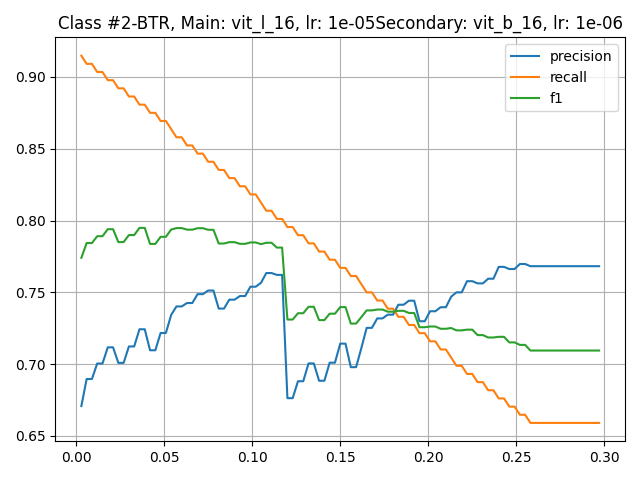 Class #2-BTR, Main: vit_l_16, lr: 1e-05Secondary: vit_b_16, lr: 1e-06
precision
recall
f1
0.90
0.85
0.80
0.75
0.70
0.65
0.00 0.05 0.10 0.15 0.20 0.25 0.30